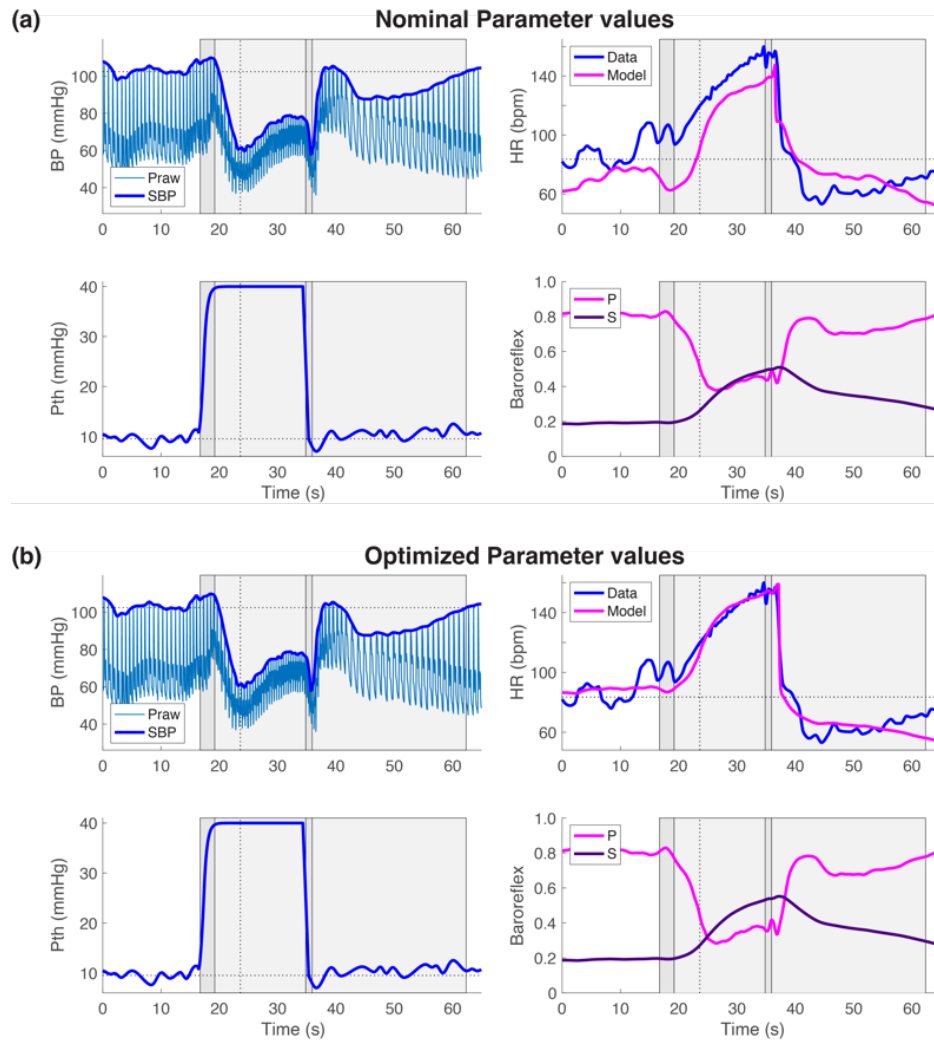 (a)
Nominal Parameter values
BP (mmHg)
100
80
60
40
Praw
SBP
0 10 20 30 40 50 60
HR (bpm)
140
100
60
Data
Model
0 10 20 30 40 50 60
Pth (mmHg)
40
30
20
10
0 10 20 30 40 50 60
Time (s)
Baroreflex
1.0
0.8
0.6
0.4
0.2
0
P
S
0 10 20 30 40 50 60
Time (s)
(b)
Optimized Parameter values
BP (mmHg)
100
80
60
40
Praw
SBP
0 10 20 30 40 50 60
HR (bpm)
140
100
60
Data
Model
0 10 20 30 40 50 60
Pth (mmHg)
40
30
20
10
0 10 20 30 40 50 60
Time (s)
Baroreflex
1.0
0.8
0.6
0.4
0.2
0
P
S
0 10 20 30 40 50 60
Time (s)